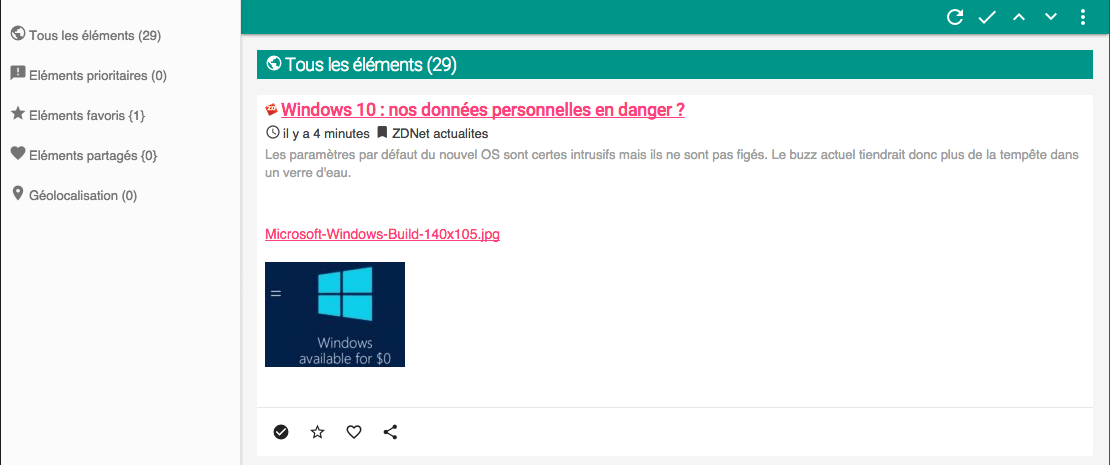 Tous les éléments (29)
Eléments prioritaires (0)
Eléments favoris {1}
Eléments partagés {0}
Géolocalisation (0)
Tous les éléments (29)
Windows 10 : nos données personnelles en danger ?
il y a 4 minutes ZDNet actualites
Les paramètres par défaut du nouvel OS sont certes intrusifs mais ils ne sont pas figés. Le buzz actuel tiendrait donc plus de la tempête dans
un verre d'eau.
Microsoft-Windows-Build-140x105.jpg
=
Windows
available for $0